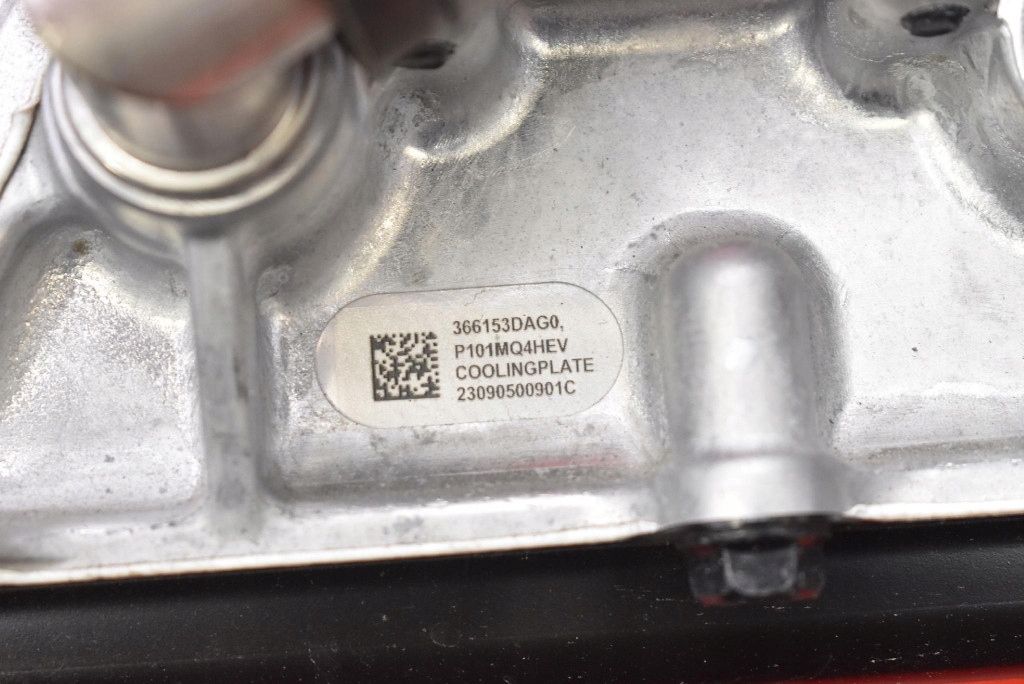 366153DAG0,
P101MQ4HEV
COOLINGPLATE
23090500901C